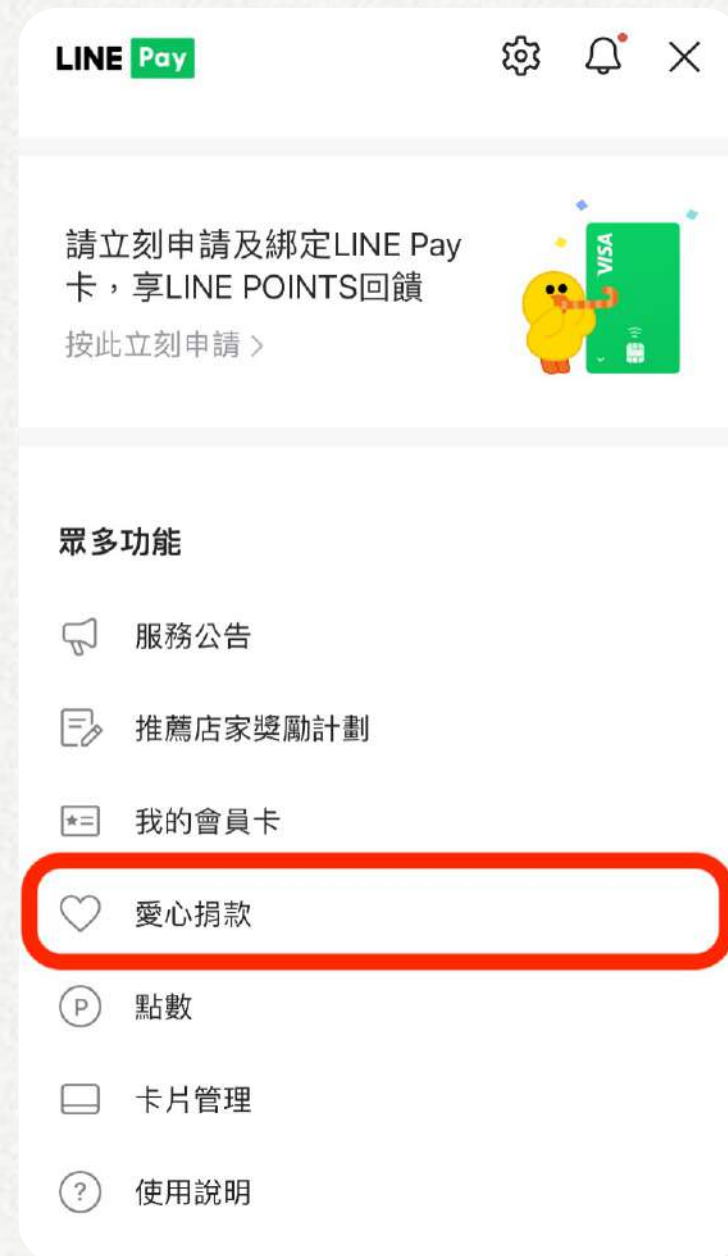 LINE Pay
請立刻申請及綁定LINE Pay
卡，享LINE POINTS回饋
按此立刻申請 >
VISA
眾多功能
服務公告
推薦店家獎勵計劃
我的會員卡
愛心捐款
P 點數
卡片管理
? 使用說明